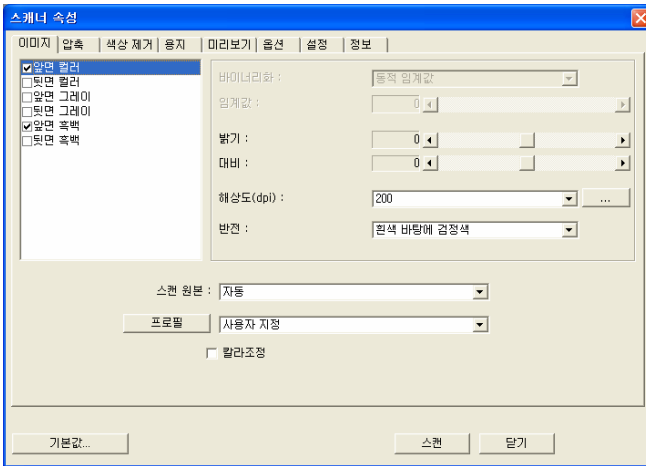 스캐너 속성
이미지 압축 색상 제거 용지 미리보기 옵션 설정 정보
앞면 컬러
뒷면 컬러
앞면 그레이
뒷면 그레이
앞면 흑백
뒷면 흑백
바이너리화 : 동적 임계값
임계값 : 0
밝기 : 0
대비 : 0
해상도(dpi) : 200 ...
반전 : 흰색 바탕에 검정색
스캔 원본 : 자동
프로필 사용자 지정
칼라조정
기본값... 스캔 닫기